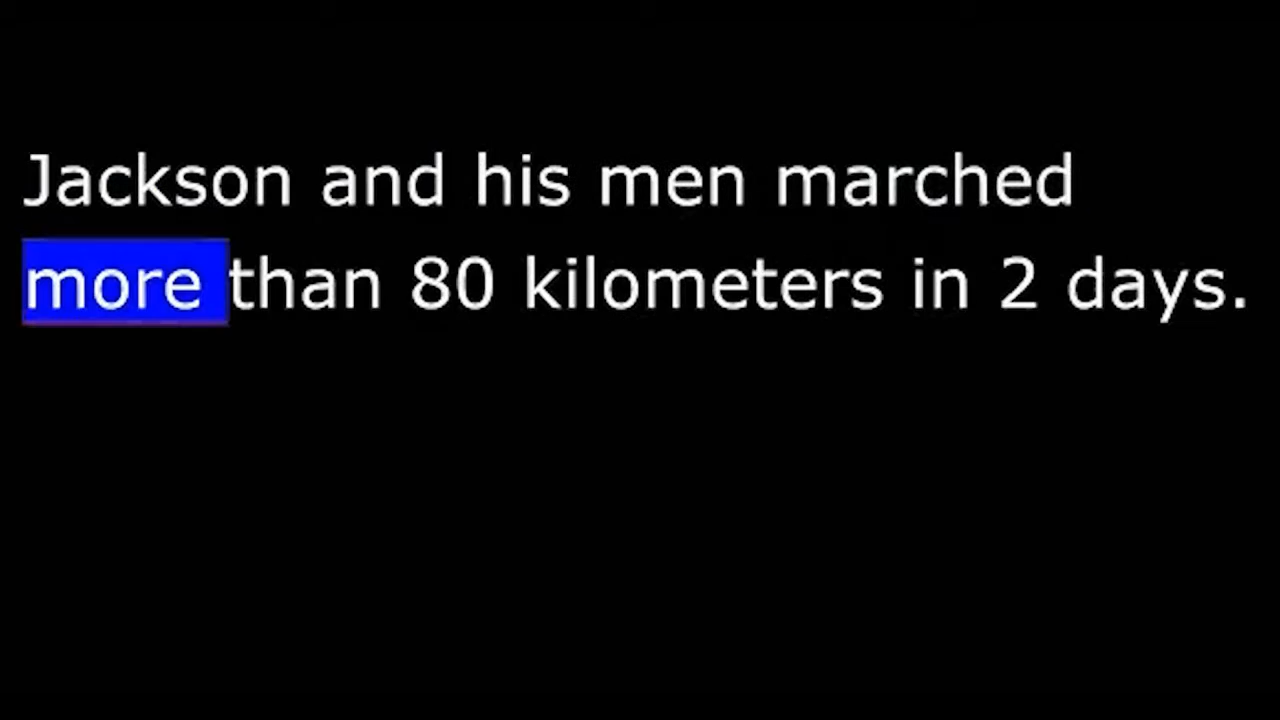 Jackson and his men marched
more than 80 kilometers in 2 days.